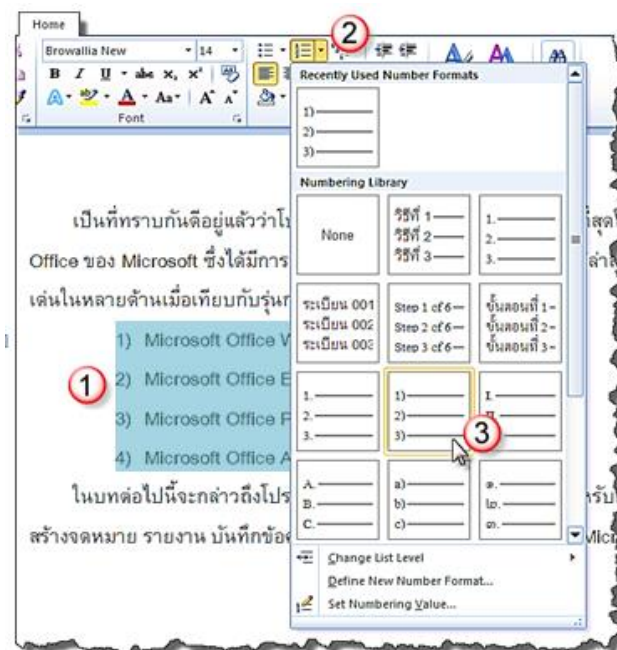 Home
2
Browallia New 14
B I U abc x, x²
A Aa A A
Font
Recently Used Number Formats
1)
2)
3)
Numbering Library
None
วิธีที่ 1
วิธีที่ 2
วิธีที่ 3
1.
2.
3.
ระเบียน 001
ระเบียน 002
ระเบียน 003
Step 1 of 6
Step 2 of 6
Step 3 of 6
ขั้นตอนที่ 1
ขั้นตอนที่ 2
ขั้นตอนที่ 3
1.
2.
3.
1)
2)
3)
3
I.
II.
A.
B.
C.
a)
b)
c)
๑.
๒.
๓.
Change List Level
Define New Number Format...
Set Numbering Value...
เป็นที่ทราบกันดีอยู่แล้วว่าโป
Office ของ Microsoft ซึ่งได้มีการ
เด่นในหลายด้านเมื่อเทียบกับรุ่นก
1
1) Microsoft Office W
2) Microsoft Office E
3) Microsoft Office P
4) Microsoft Office A
ในบทต่อไปนี้จะกล่าวถึงโปร
สร้างจดหมาย รายงาน บันทึกข้อค